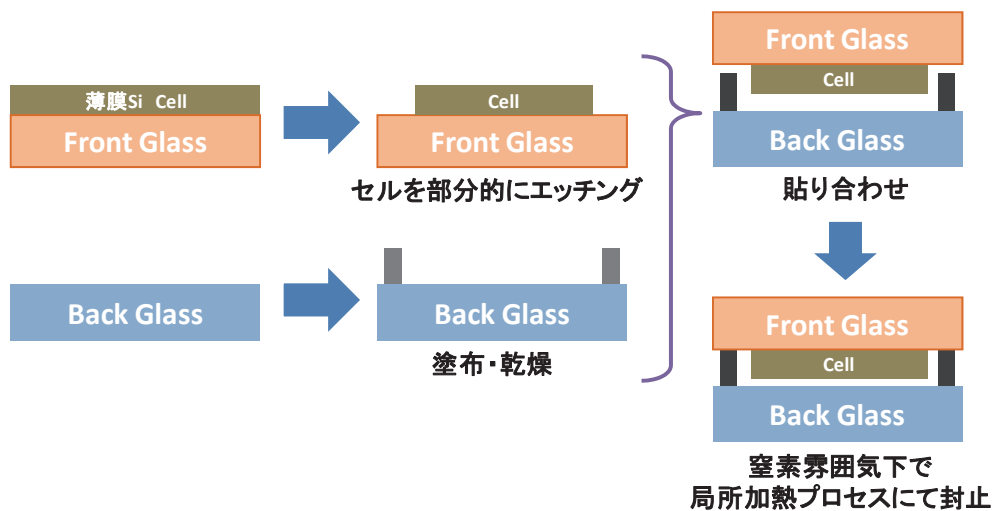 薄膜Si Cell
Front Glass
Cell
Front Glass
セルを部分的にエッチング
Back Glass
Back Glass
塗布・乾燥
Front Glass
Cell
Back Glass
貼り合わせ
Front Glass
Cell
Back Glass
窒素雰囲気下で
局所加熱プロセスにて封止